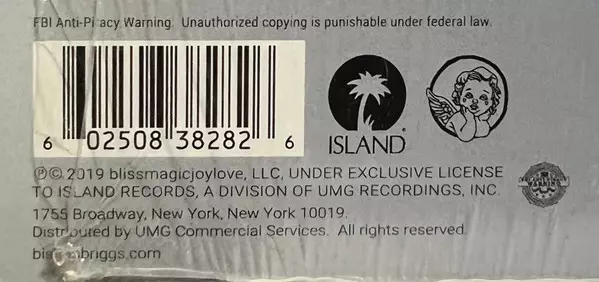 FBI Anti-Piracy Warning. Unauthorized copying is punishable under federal law.
6 02508 38282 6
ISLAND®
℗© 2019 blissmagicjoylove, LLC, UNDER EXCLUSIVE LICENSE
TO ISLAND RECORDS, A DIVISION OF UMG RECORDINGS, INC.
1755 Broadway, New York, New York 10019.
Distributed by UMG Commercial Services. All rights reserved.
WARNING